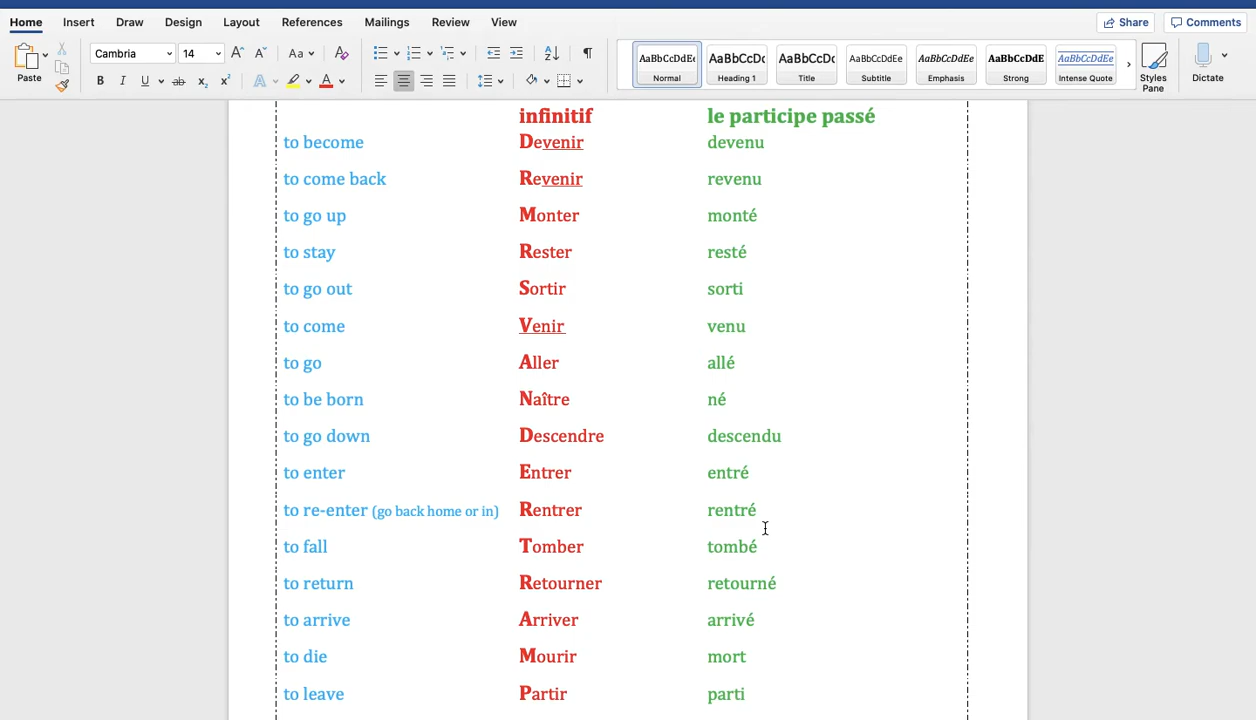 Home Insert Draw Design Layout References Mailings Review View Share Comments
Cambria 14 Aa
AaBbCcDdEe AaBbCcDc AaBbCcDc AaBbCcDdEe AaBbCcDdEe AaBbCcDdE AaBbCcDdEe
Paste Normal Heading 1 Title Subtitle Emphasis Strong Intense Quote Styles Pane Dictate
infinitif le participe passé
to become Devenir devenu
to come back Revenir revenu
to go up Monter monté
to stay Rester resté
to go out Sortir sorti
to come Venir venu
to go Aller allé
to be born Naître né
to go down Descendre descendu
to enter Entrer entré
to re-enter (go back home or in) Rentrer rentré
to fall Tomber tombé
to return Retourner retourné
to arrive Arriver arrivé
to die Mourir mort
to leave Partir parti